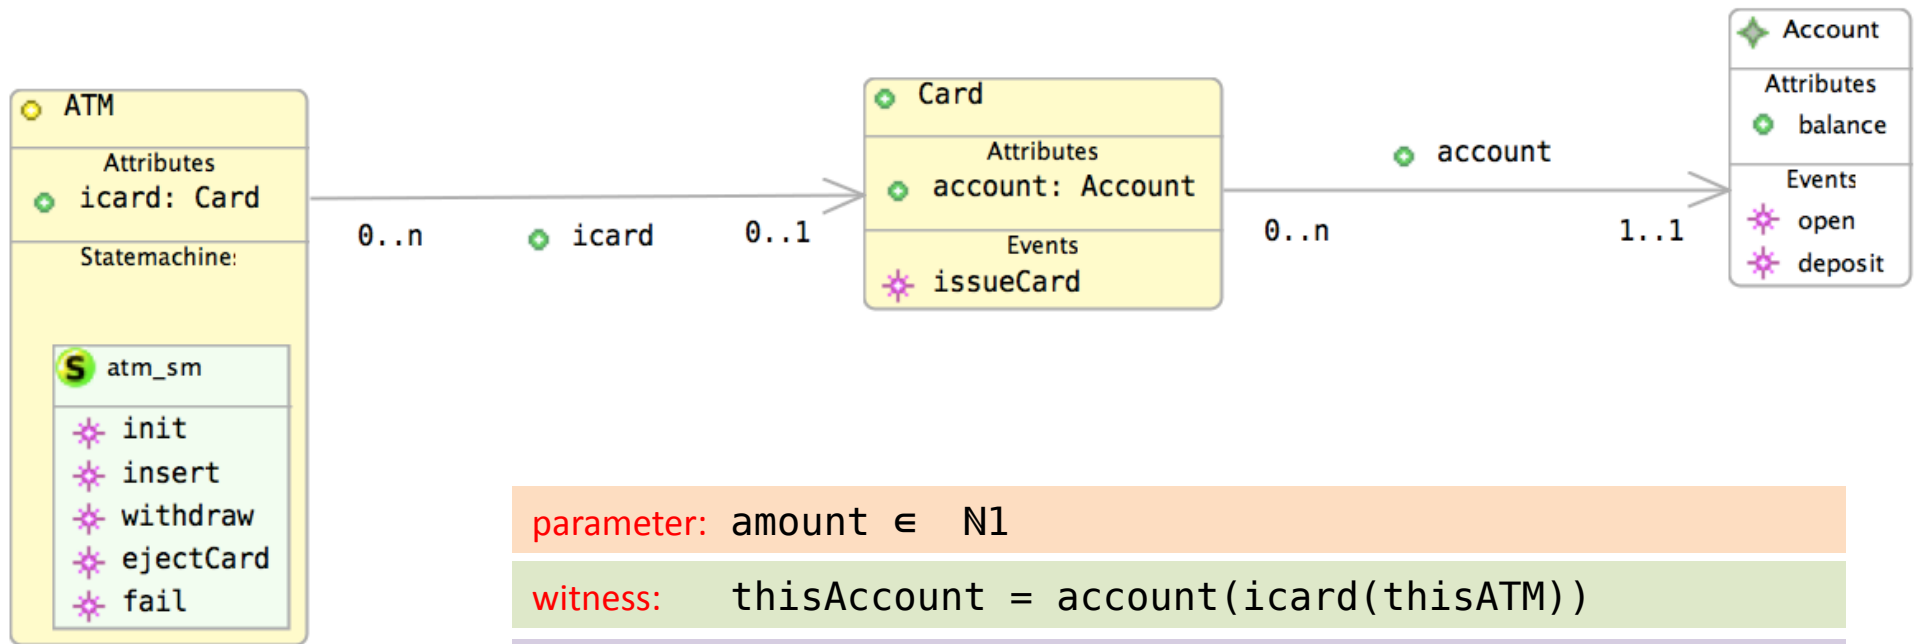 ATM
Attributes
icard: Card
Statemachine:
S atm_sm
init
insert
withdraw
ejectCard
fail
0..n
icard
0..1
Card
Attributes
account: Account
Events
issueCard
0..n
account
1..1
Account
Attributes
balance
Events
open
deposit
parameter: amount ∈ ℕ1
witness: thisAccount = account(icard(thisATM))